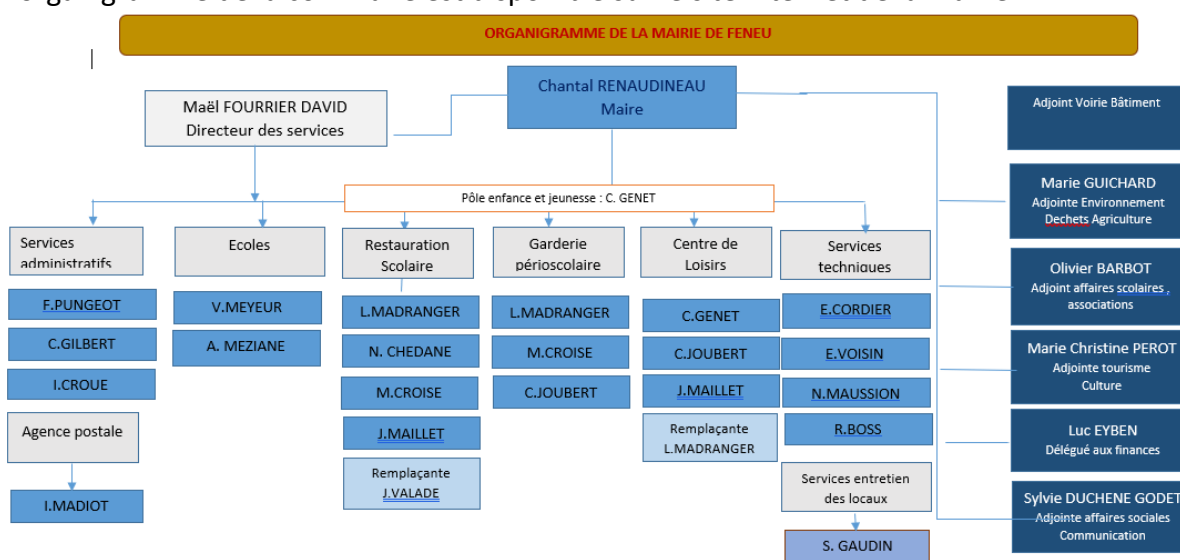 ORGANIGRAMME DE LA MAIRIE DE FENEU
Chantal RENAUDINEAU
Maire
Maël FOURRIER DAVID
Directeur des services
Adjoint Voirie Bâtiment
Marie GUICHARD
Adjointe Environnement
Dechets Agriculture
Olivier BARBOT
Adjoint affaires scolaires ,
associations
Marie Christine PEROT
Adjointe tourisme
Culture
Luc EYBEN
Délégué aux finances
Sylvie DUCHENE GODET
Adjointe affaires sociales
Communication
Pôle enfance et jeunesse : C. GENET
Services
administratifs
F.PUNGEOT
C.GILBERT
I.CROUE
Agence postale
I.MADIOT
Ecoles
V.MEYEUR
A. MEZIANE
Restauration
Scolaire
L.MADRANGER
N. CHEDANE
M.CROISE
J.MAILLET
Remplaçante
J.VALADE
Garderie
périoscolaire
L.MADRANGER
M.CROISE
C.JOUBERT
Centre de
Loisirs
C.GENET
C.JOUBERT
J.MAILLET
Remplaçante
L.MADRANGER
Services
techniques
E.CORDIER
E.VOISIN
N.MAUSSION
R.BOSS
Services entretien
des locaux
S. GAUDIN